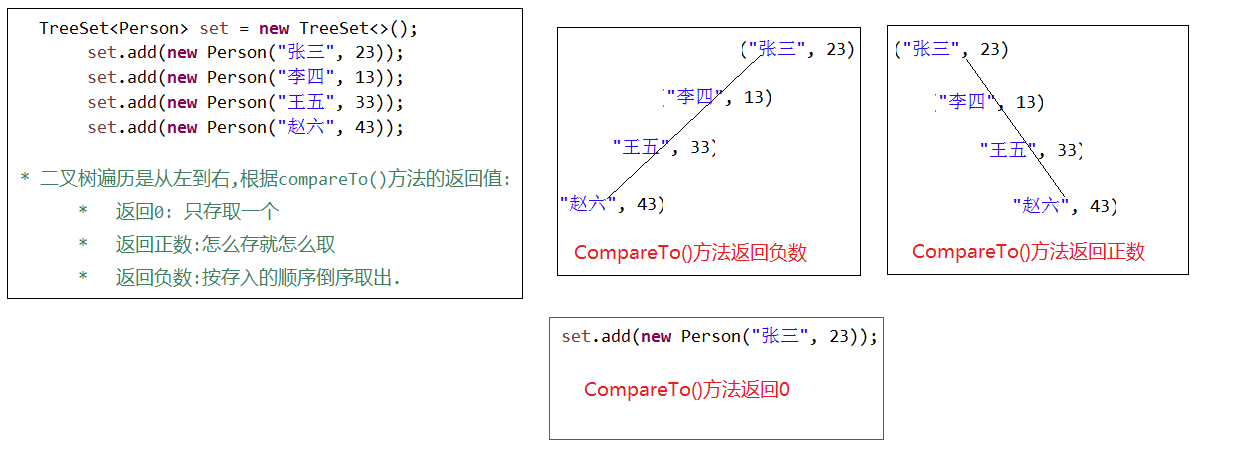 TreeSet<Person> set = new TreeSet<>();
set.add(new Person("张三", 23));
set.add(new Person("李四", 13));
set.add(new Person("王五", 33));
set.add(new Person("赵六", 43));
* 二叉树遍历是从左到右,根据compareTo()方法的返回值:
* 返回0: 只存取一个
* 返回正数:怎么存就怎么取
* 返回负数:按存入的顺序倒序取出.
("张三", 23)
("李四", 13)
"王五", 33)
"赵六", 43)
CompareTo()方法返回负数
("张三", 23)
("李四", 13)
"王五", 33)
"赵六", 43)
CompareTo()方法返回正数
set.add(new Person("张三", 23));
CompareTo()方法返回0